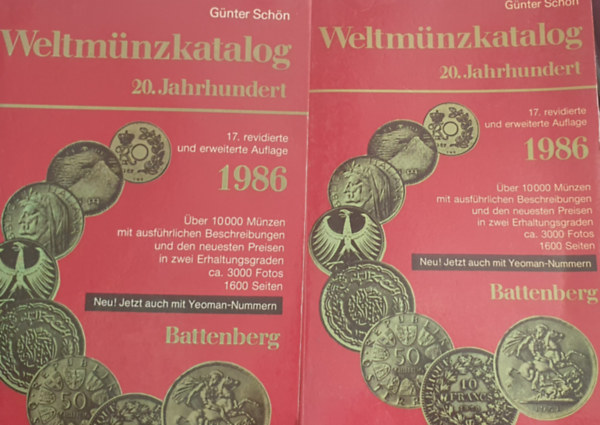 Günter Schön
Weltmünzkatalog
20. Jahrhundert
17. revidierte
und erweiterte Auflage
1986
Über 10000 Münzen
mit ausführlichen Beschreibungen
und den neuesten Preisen
in zwei Erhaltungsgraden
ca. 3000 Fotos
1600 Seiten
Neu! Jetzt auch mit Yeoman-Nummern
Battenberg
50
Günter Schön
Weltmünzkatalog
20. Jahrhundert
17. revidierte
und erweiterte Auflage
1986
Über 10000 Münzen
mit ausführlichen Beschreibungen
und den neuesten Preisen
in zwei Erhaltungsgraden
ca. 3000 Fotos
1600 Seiten
Neu! Jetzt auch mit Yeoman-Nummern
Battenberg
50
10
FRANCS